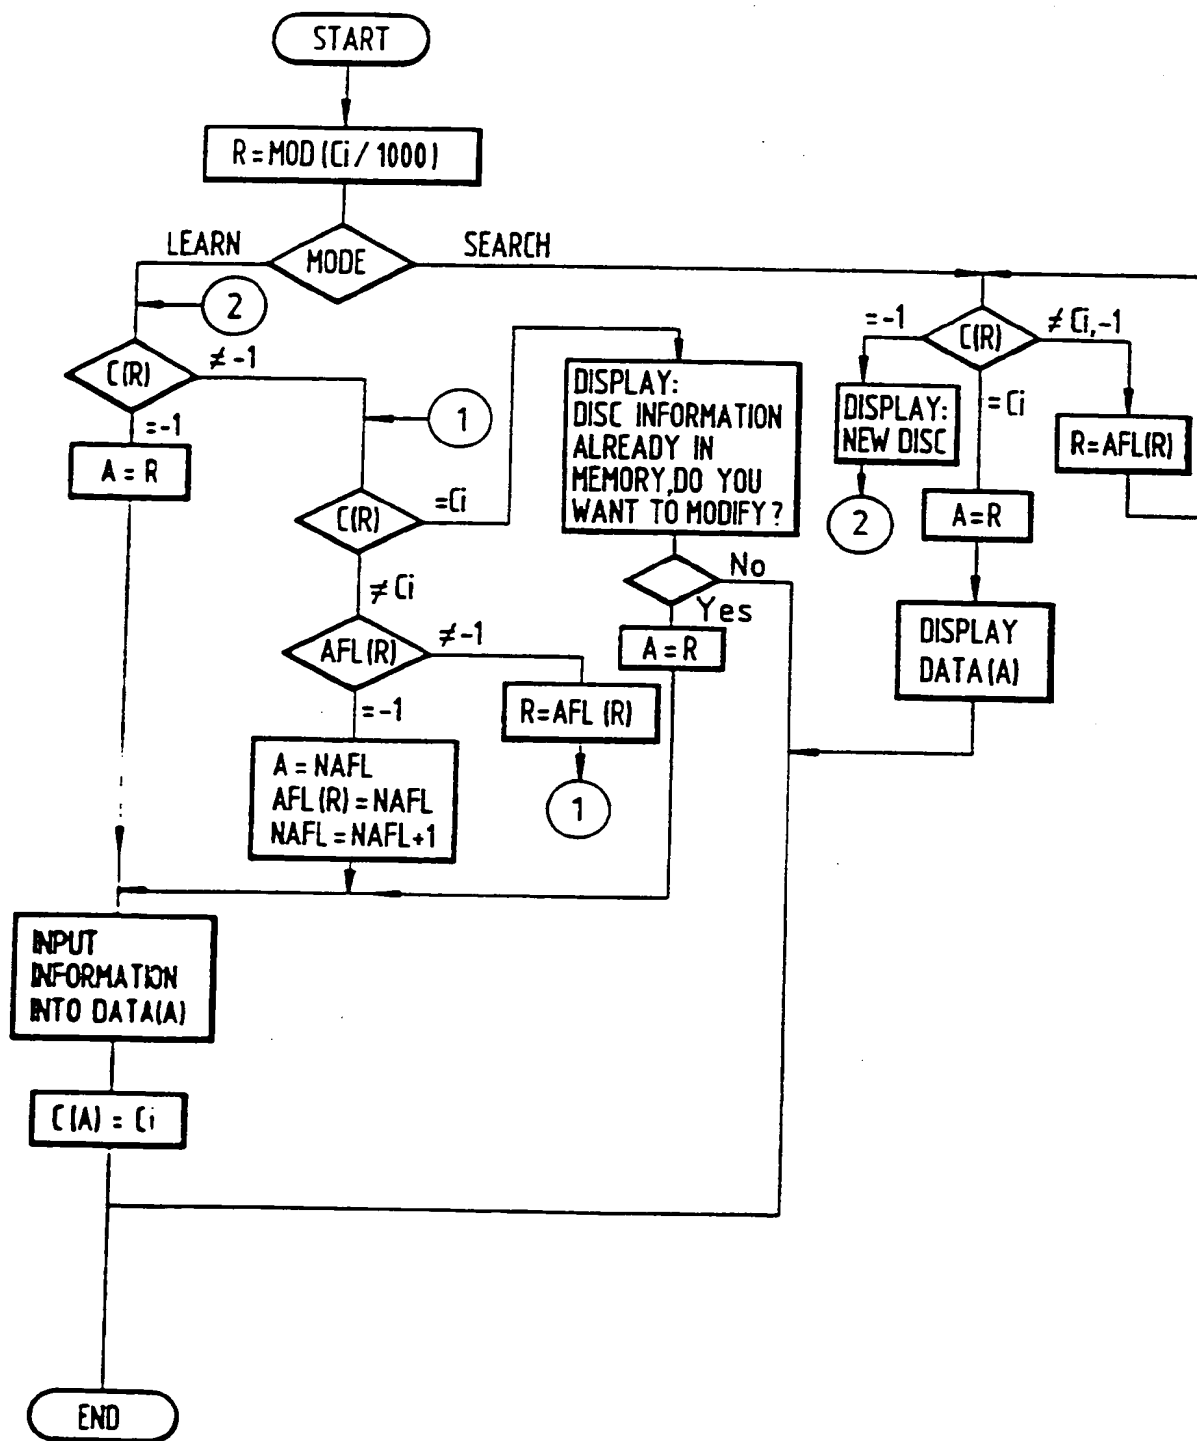 START
R=MOD(Ci/1000)
LEARN
MODE
SEARCH
2
C(R)
≠-1
=-1
A=R
1
C(R)
=Ci
≠Ci
AFL(R)
≠-1
=-1
R=AFL(R)
1
A=NAFL
AFL(R)=NAFL
NAFL=NAFL+1
DISPLAY:
DISC INFORMATION
ALREADY IN
MEMORY,DO YOU
WANT TO MODIFY?
No
Yes
A=R
C(R)
=-1
≠Ci,-1
=Ci
DISPLAY:
NEW DISC
2
R=AFL(R)
A=R
DISPLAY
DATA(A)
INPUT
INFORMATION
INTO DATA(A)
C(A)=Ci
END